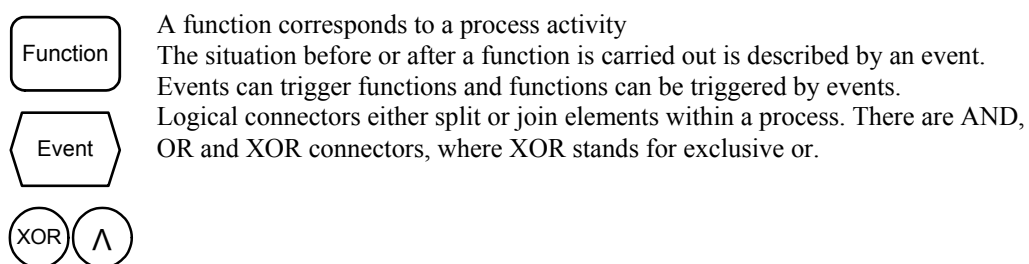 Function
A function corresponds to a process activity
The situation before or after a function is carried out is described by an event.
Events can trigger functions and functions can be triggered by events.
Logical connectors either split or join elements within a process. There are AND,
Event
OR and XOR connectors, where XOR stands for exclusive or.
XOR
Λ